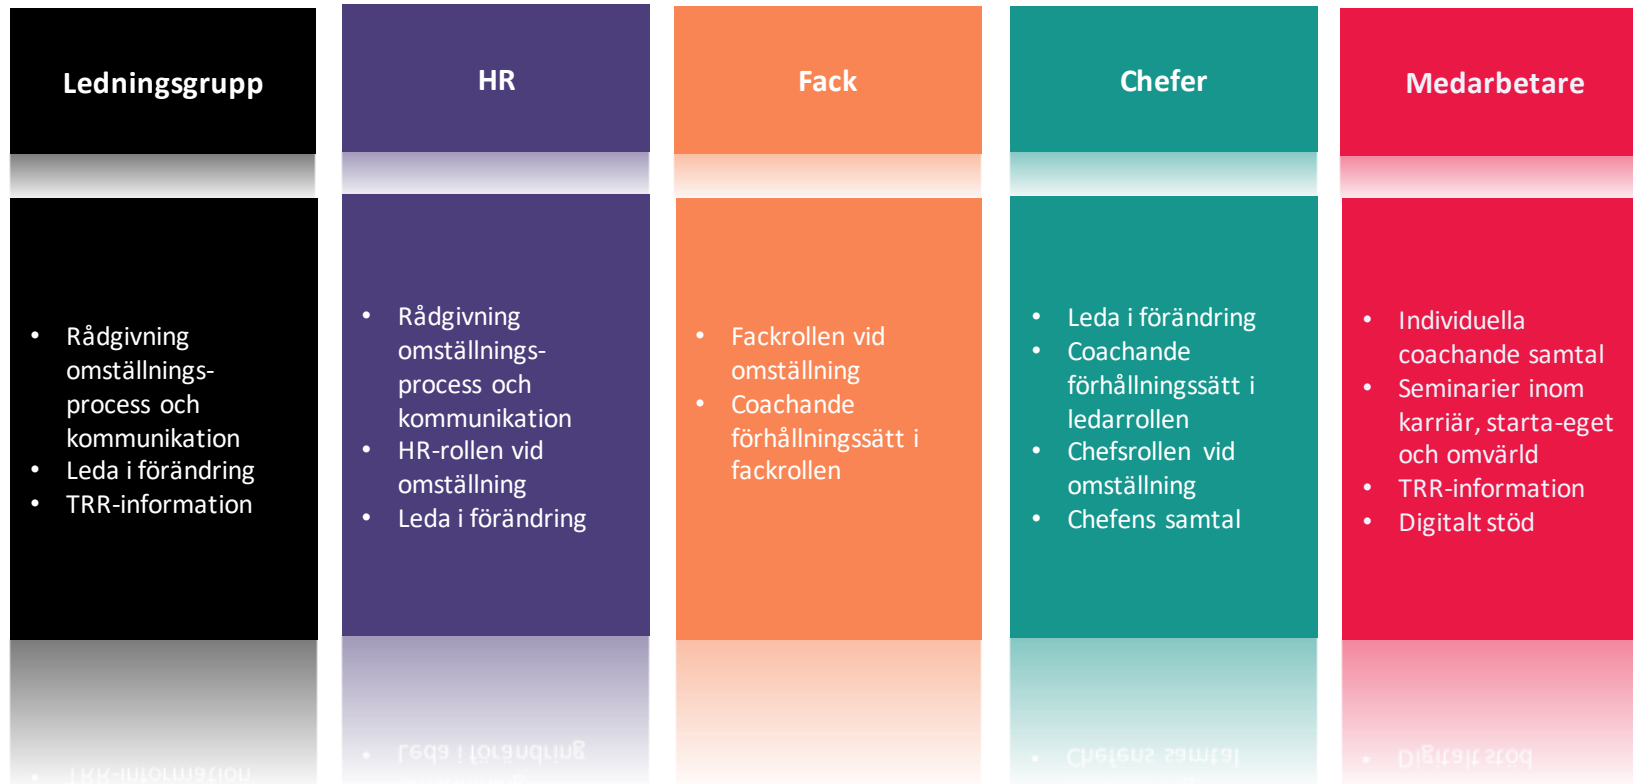 Ledningsgrupp
HR
Fack
Chefer
Medarbetare
• Rådgivning
omställnings-
process och
kommunikation
• Leda i förändring
• TRR-information
• Rådgivning
omställnings-
process och
kommunikation
• HR-rollen vid
omställning
• Leda i förändring
• Fackrollen vid
omställning
• Coachande
förhållningssätt i
fackrollen
• Leda i förändring
• Coachande
förhållningssätt i
ledarrollen
• Chefsrollen vid
omställning
• Chefens samtal
• Individuella
coachande samtal
• Seminarier inom
karriär, starta-eget
och omvärld
• TRR-information
• Digitalt stöd